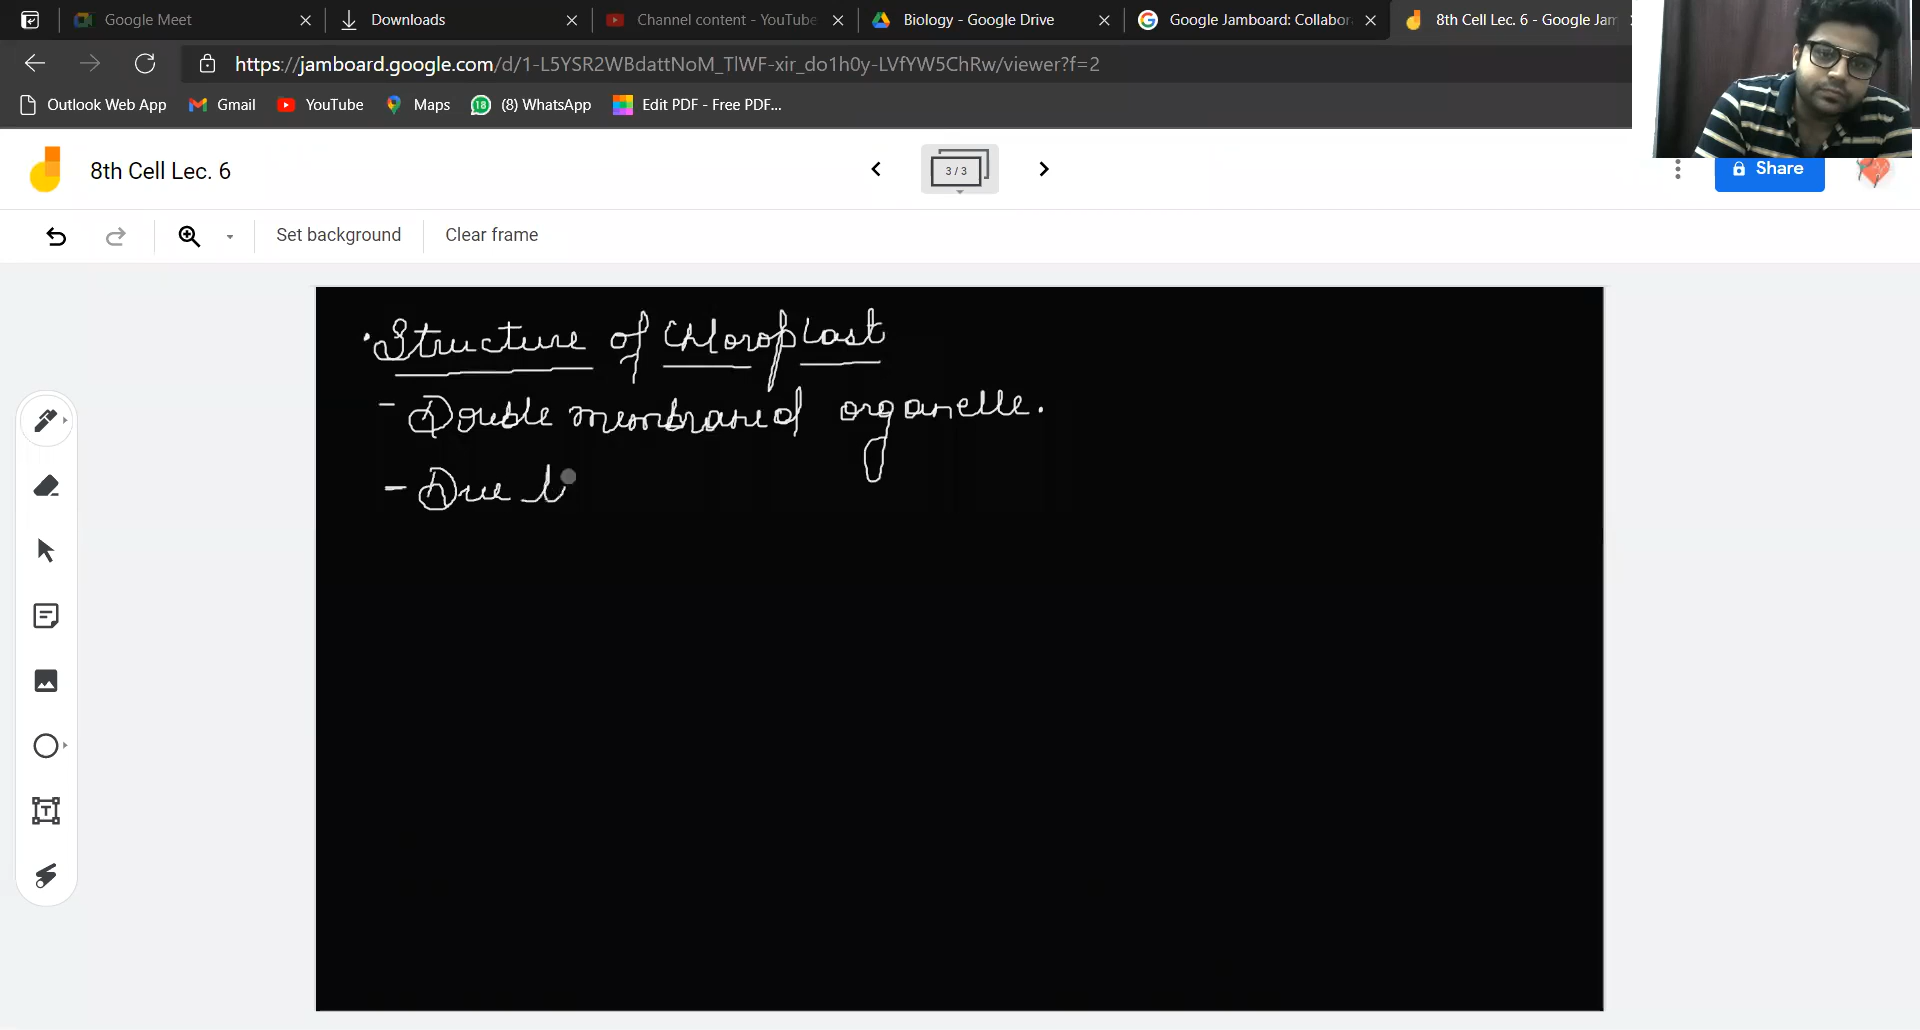 Google Meet Downloads Channel content - YouTube Biology - Google Drive Google Jamboard: Collabor 8th Cell Lec. 6 - Google Jam
https://jamboard.google.com/d/1-L5YSR2WBdattNoM_TlWF-xir_do1h0y-LVfYW5ChRw/viewer?f=2
Outlook Web App Gmail YouTube Maps 18 (8) WhatsApp Edit PDF - Free PDF...
8th Cell Lec. 6 3 / 3 Share
Set background Clear frame
• Structure of Chloroplast
- Double membraned organelle.
- Due t